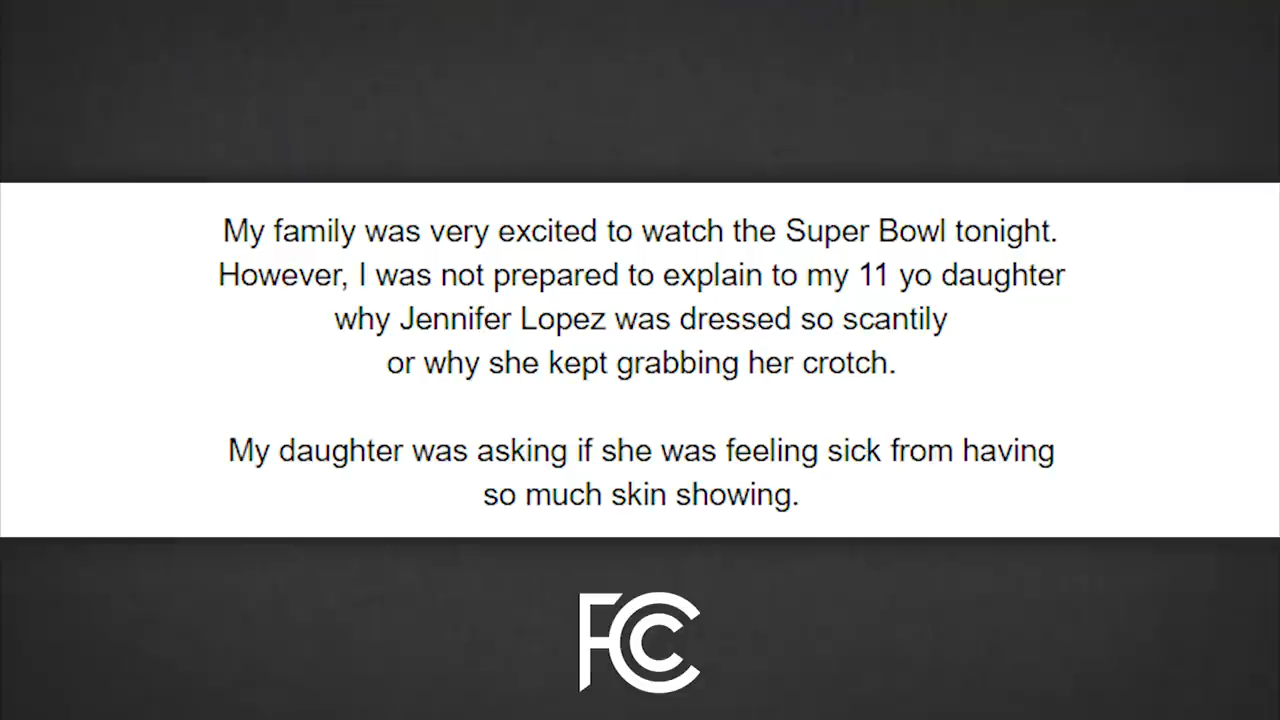 My family was very excited to watch the Super Bowl tonight.
However, I was not prepared to explain to my 11 yo daughter
why Jennifer Lopez was dressed so scantily
or why she kept grabbing her crotch.
My daughter was asking if she was feeling sick from having
so much skin showing.
FCC